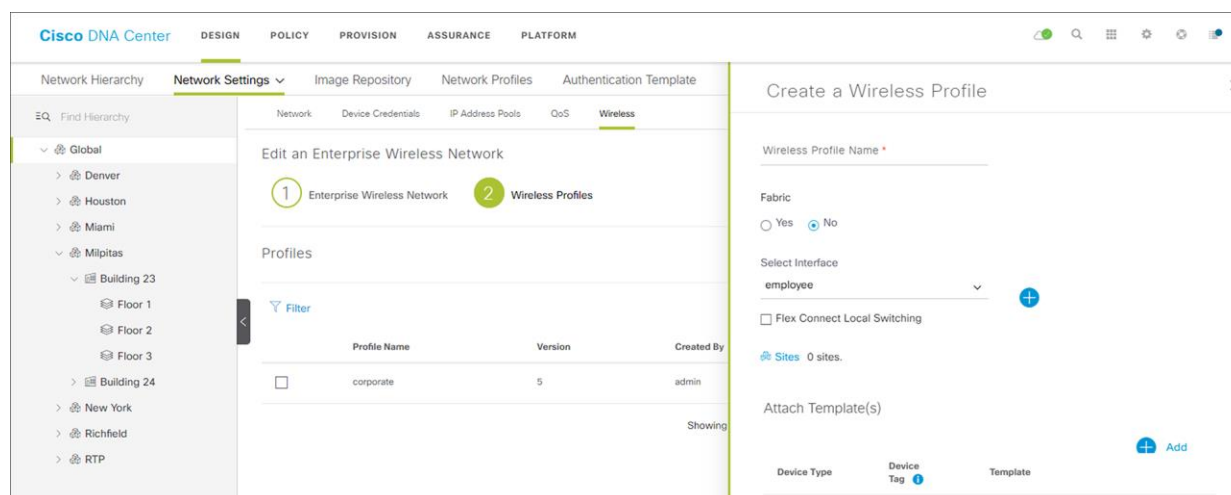 Cisco DNA Center DESIGN POLICY PROVISION ASSURANCE PLATFORM
Network Hierarchy Network Settings Image Repository Network Profiles Authentication Template
Find Hierarchy
Global
Denver
Houston
Miami
Milpitas
Building 23
Floor 1
Floor 2
Floor 3
Building 24
New York
Richfield
RTP
Network Device Credentials IP Address Pools QoS Wireless
Edit an Enterprise Wireless Network
1 Enterprise Wireless Network 2 Wireless Profiles
Profiles
Filter
Profile Name Version Created By
corporate 5 admin
Showing
Create a Wireless Profile
Wireless Profile Name *
Fabric
Yes No
Select Interface
employee
Flex Connect Local Switching
Sites 0 sites.
Attach Template(s)
Add
Device Type Device Tag Template